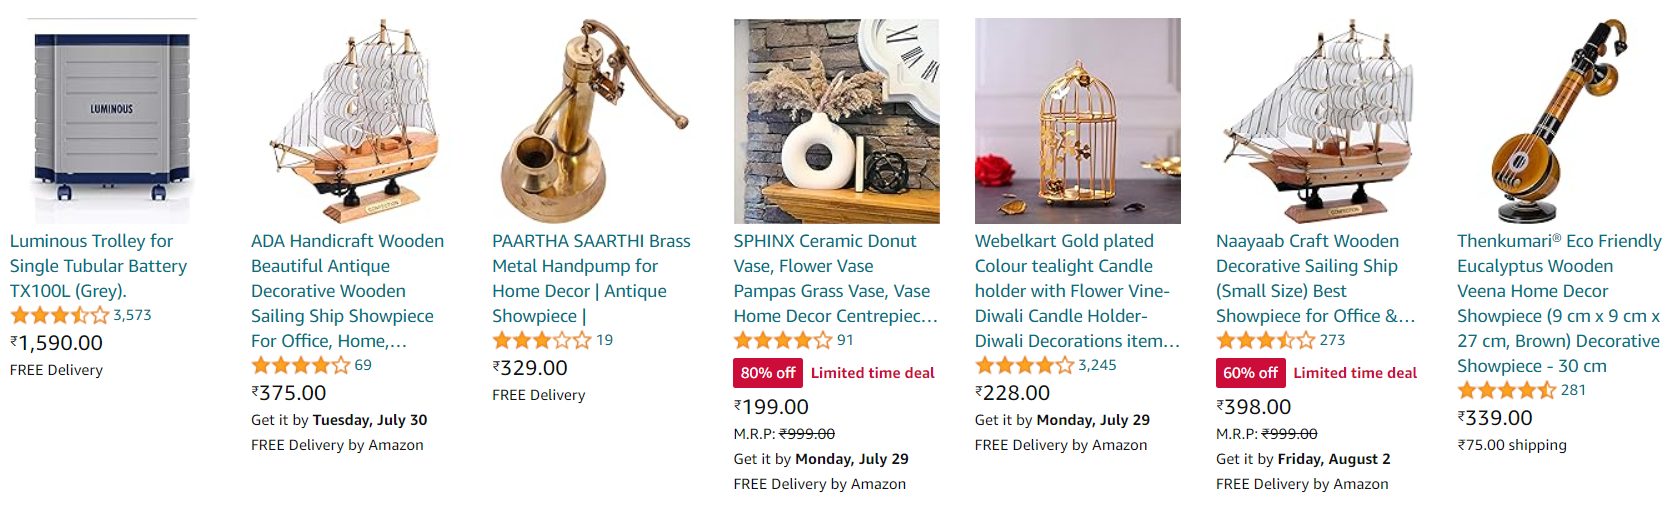 LUMINOUS
Luminous Trolley for
Single Tubular Battery
TX100L (Grey).
3,573
₹1,590.00
FREE Delivery
CONFECTION
ADA Handicraft Wooden
Beautiful Antique
Decorative Wooden
Sailing Ship Showpiece
For Office, Home,…
69
₹375.00
Get it by Tuesday, July 30
FREE Delivery by Amazon
PAARTHA SAARTHI Brass
Metal Handpump for
Home Decor | Antique
Showpiece |
19
₹329.00
FREE Delivery
SPHINX Ceramic Donut
Vase, Flower Vase
Pampas Grass Vase, Vase
Home Decor Centrepiec…
91
80% off Limited time deal
₹199.00
M.R.P: ₹999.00
Get it by Monday, July 29
FREE Delivery by Amazon
Webelkart Gold plated
Colour tealight Candle
holder with Flower Vine-
Diwali Candle Holder-
Diwali Decorations item…
3,245
₹228.00
Get it by Monday, July 29
FREE Delivery by Amazon
CONFECTION
Naayaab Craft Wooden
Decorative Sailing Ship
(Small Size) Best
Showpiece for Office &…
273
60% off Limited time deal
₹398.00
M.R.P: ₹999.00
Get it by Friday, August 2
FREE Delivery by Amazon
Thenkumari® Eco Friendly
Eucalyptus Wooden
Veena Home Decor
Showpiece (9 cm x 9 cm x
27 cm, Brown) Decorative
Showpiece - 30 cm
281
₹339.00
₹75.00 shipping